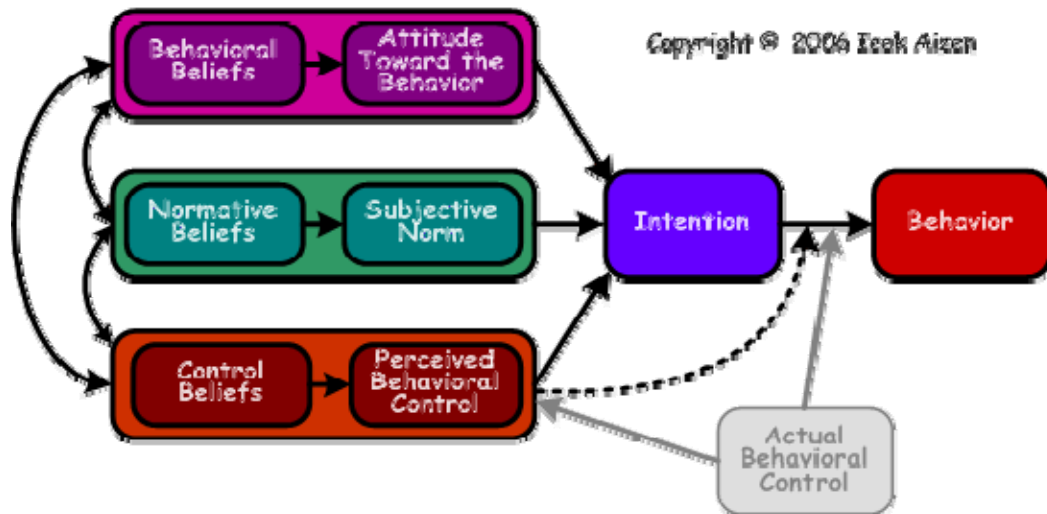 Behavioral
Beliefs
Attitude
Toward the
Behavior
Copyright © 2006 Icek Aizen
Normative
Beliefs
Subjective
Norm
Intention
Behavior
Control
Beliefs
Perceived
Behavioral
Control
Actual
Behavioral
Control